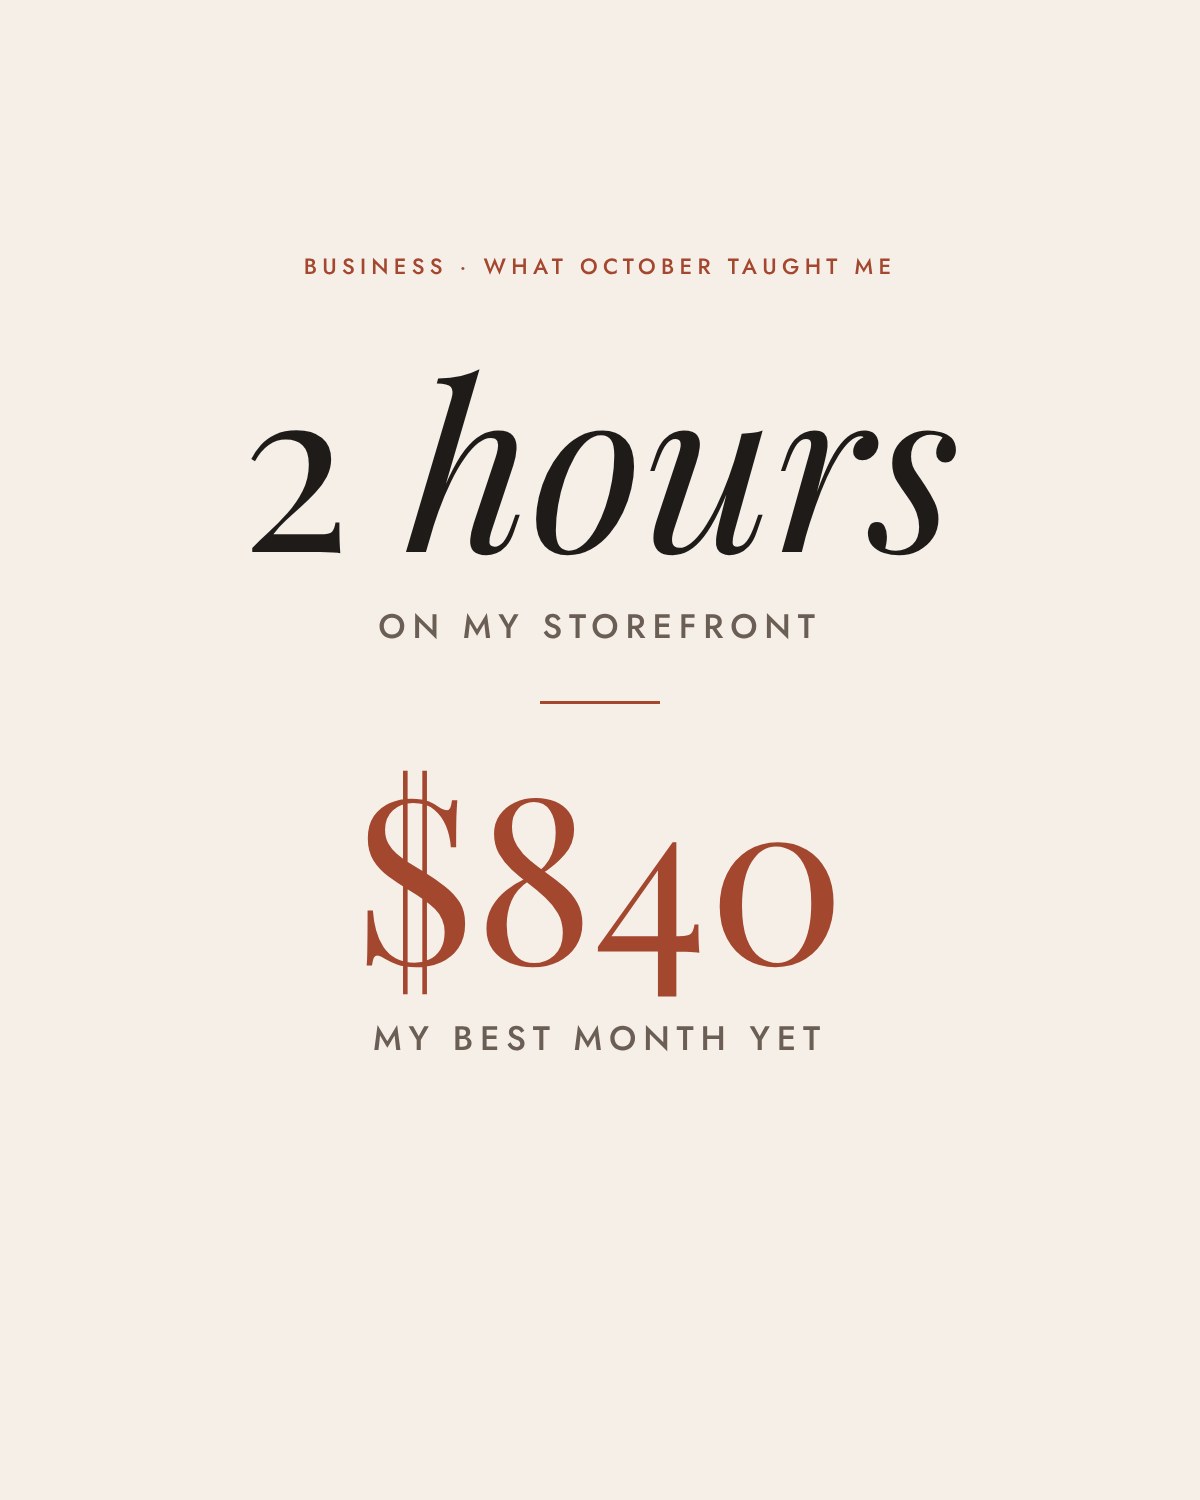 BUSINESS · WHAT OCTOBER TAUGHT ME
2 hours
ON MY STOREFRONT
$840
MY BEST MONTH YET